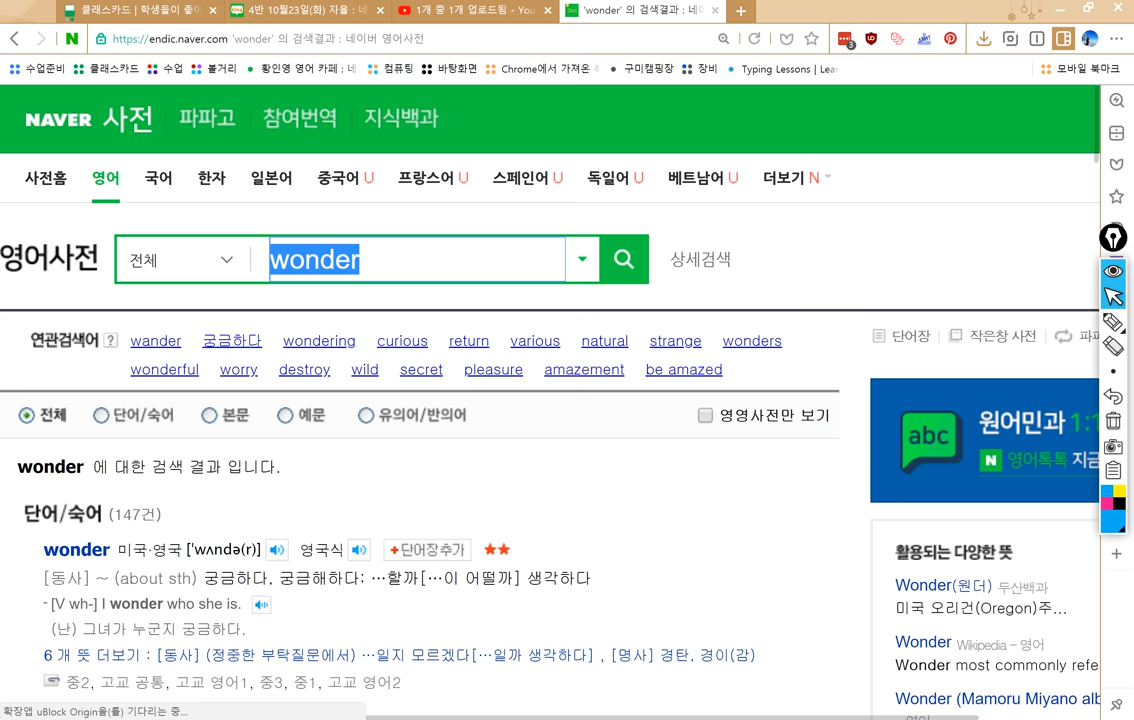 클래스카드 | 학생들이 좋아
4반 10월23일(화) 자율 : 네
1개 중 1개 업로드됨 - You
'wonder' 의 검색결과 : 네이
https://endic.naver.com 'wonder' 의 검색결과 : 네이버 영어사전
수업준비 클래스카드 수업 볼거리 황인영 영어 카페 : 네 컴퓨팅 바탕화면 Chrome에서 가져온 구미캠핑장 장비 Typing Lessons | Lear 모바일 북마크
NAVER 사전 파파고 참여번역 지식백과
사전홈 영어 국어 한자 일본어 중국어 U 프랑스어 U 스페인어 U 독일어 U 베트남어 U 더보기 N
영어사전 전체 wonder 상세검색
연관검색어 ? wander 궁금하다 wondering curious return various natural strange wonders
wonderful worry destroy wild secret pleasure amazement be amazed
단어장 작은창 사전 파파
전체 단어/숙어 본문 예문 유의어/반의어 영영사전만 보기
abc 원어민과 1:1
N 영어톡톡 지금
wonder 에 대한 검색 결과 입니다.
단어/숙어 (147건)
wonder 미국·영국 ['wʌndə(r)] 영국식 +단어장 추가 ★★
[동사] ~ (about sth) 궁금하다, 궁금해하다; …할까[…이 어떨까] 생각하다
- [V wh-] I wonder who she is.
(난) 그녀가 누군지 궁금하다.
6 개 뜻 더보기 : [동사] (정중한 부탁질문에서) …일지 모르겠다[…일까 생각하다] , [명사] 경탄, 경이(감)
중2, 고교 공통, 고교 영어1, 중3, 중1, 고교 영어2
활용되는 다양한 뜻
Wonder(원더) 두산백과
미국 오리건(Oregon)주...
Wonder Wikipedia – 영어
Wonder most commonly refe
Wonder (Mamoru Miyano alb
확장앱 uBlock Origin을(를) 기다리는 중...